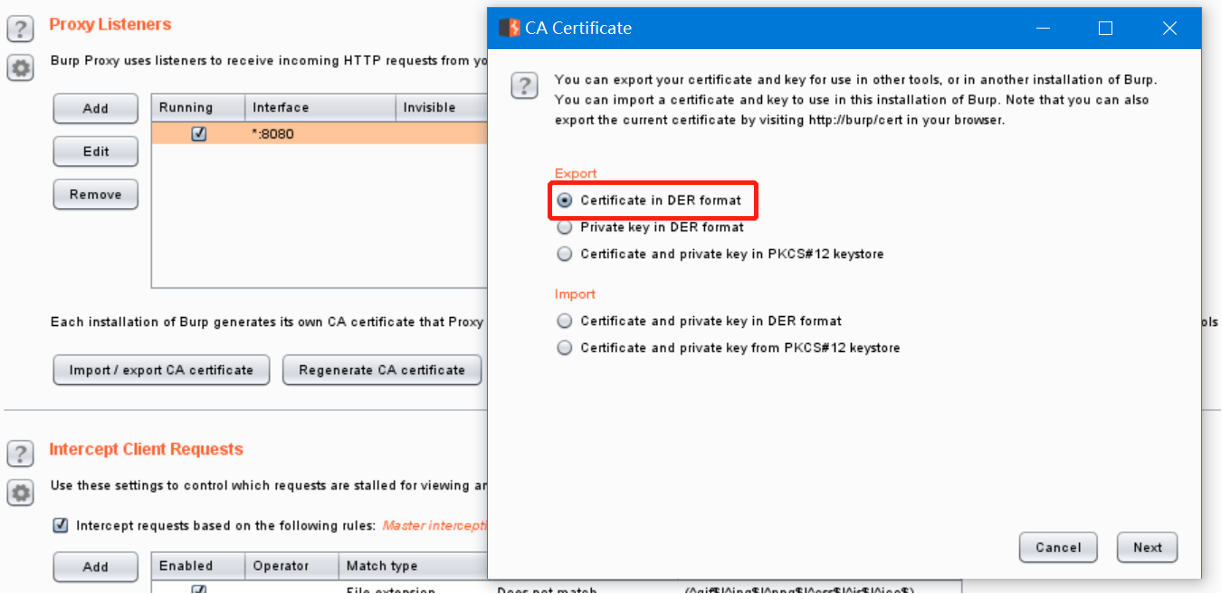 Proxy Listeners
Burp Proxy uses listeners to receive incoming HTTP requests from yo
Add
Edit
Remove
Running Interface Invisible
*:8080
Each installation of Burp generates its own CA certificate that Proxy
ols
Import / export CA certificate
Regenerate CA certificate
Intercept Client Requests
Use these settings to control which requests are stalled for viewing ar
Intercept requests based on the following rules: Master intercepti
Add
Enabled Operator Match type
File extension Does not match
CA Certificate
You can export your certificate and key for use in other tools, or in another installation of Burp.
You can import a certificate and key to use in this installation of Burp. Note that you can also
export the current certificate by visiting http://burp/cert in your browser.
Export
Certificate in DER format
Private key in DER format
Certificate and private key in PKCS#12 keystore
Import
Certificate and private key in DER format
Certificate and private key from PKCS#12 keystore
Cancel
Next